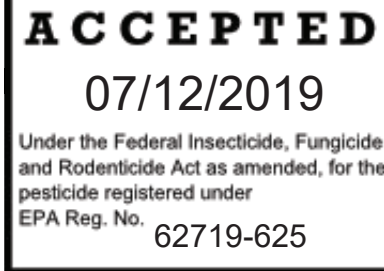 ACCEPTED
07/12/2019
Under the Federal Insecticide, Fungicide
and Rodenticide Act as amended, for the
pesticide registered under
EPA Reg. No. 62719-625